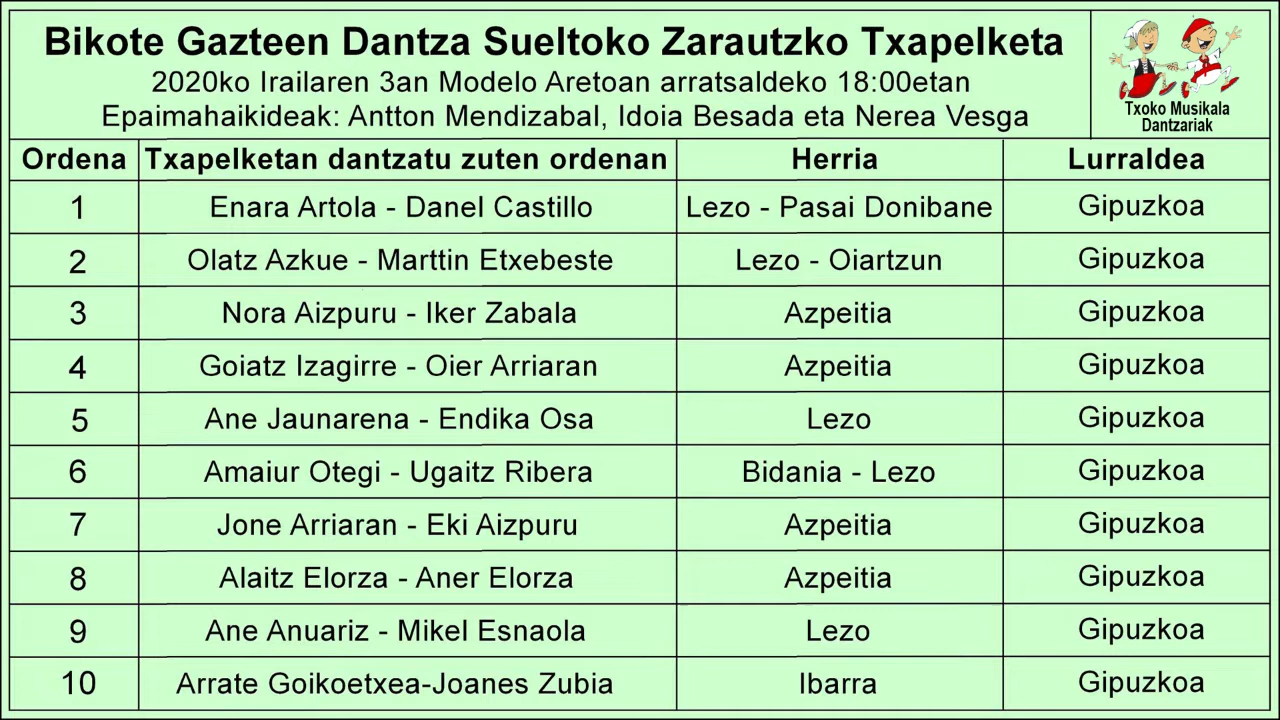 Bikote Gazteen Dantza Sueltoko Zarautzko Txapelketa
2020ko Irailaren 3an Modelo Aretoan arratsaldeko 18:00etan
Epaimahaikideak: Antton Mendizabal, Idoia Besada eta Nerea Vesga
Txoko Musikala
Dantzariak
Ordena Txapelketan dantzatu zuten ordenan Herria Lurraldea
1 Enara Artola - Danel Castillo Lezo - Pasai Donibane Gipuzkoa
2 Olatz Azkue - Marttin Etxebeste Lezo - Oiartzun Gipuzkoa
3 Nora Aizpuru - Iker Zabala Azpeitia Gipuzkoa
4 Goiatz Izagirre - Oier Arriaran Azpeitia Gipuzkoa
5 Ane Jaunarena - Endika Osa Lezo Gipuzkoa
6 Amaiur Otegi - Ugaitz Ribera Bidania - Lezo Gipuzkoa
7 Jone Arriaran - Eki Aizpuru Azpeitia Gipuzkoa
8 Alaitz Elorza - Aner Elorza Azpeitia Gipuzkoa
9 Ane Anuariz - Mikel Esnaola Lezo Gipuzkoa
10 Arrate Goikoetxea-Joanes Zubia Ibarra Gipuzkoa